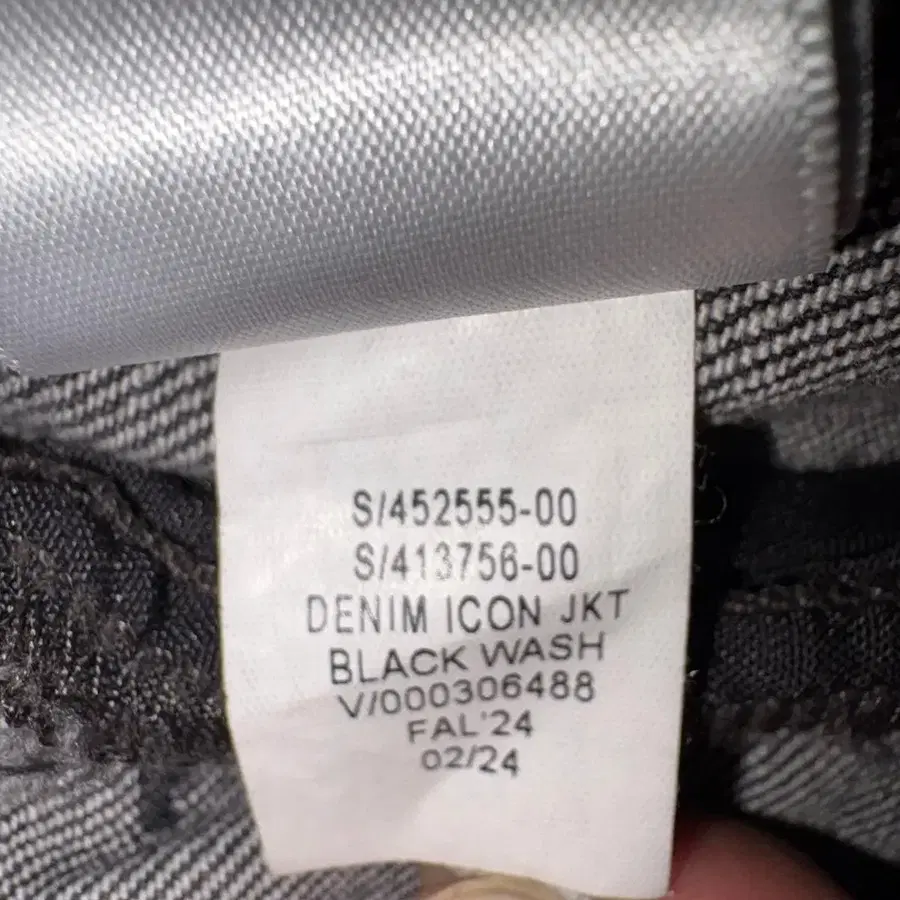 S/452555-00
S/413756-00
DENIM ICON JKT
BLACK WASH
V/000306488
FAL'24
02/24